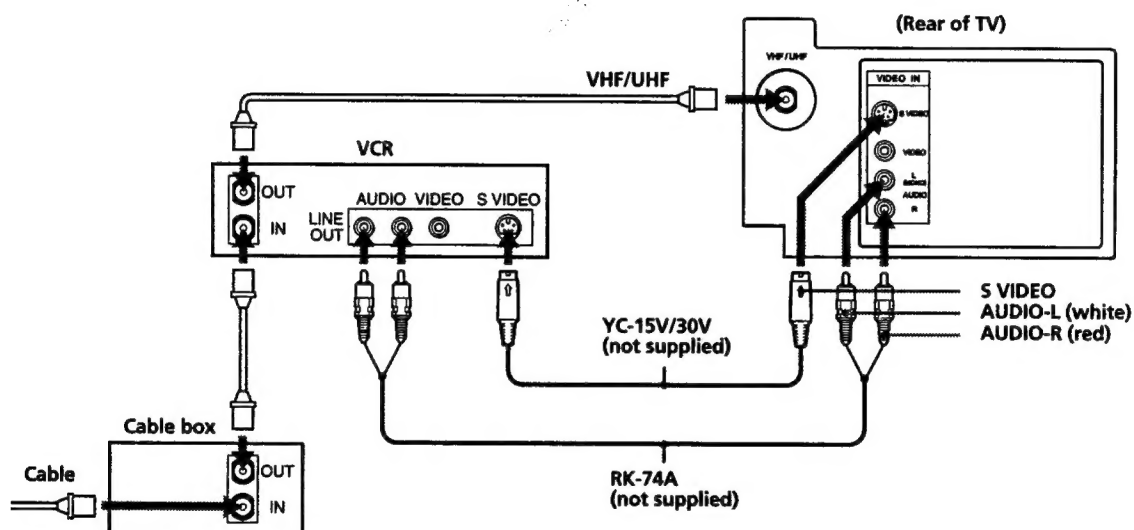 (Rear of TV)
VHF/UHF
VHF/UHF
VIDEO IN
S VIDEO
VIDEO
L
(MONO)
AUDIO
R
VCR
OUT
IN
AUDIO VIDEO S VIDEO
LINE
OUT
S VIDEO
AUDIO-L (white)
AUDIO-R (red)
YC-15V/30V
(not supplied)
Cable box
Cable
OUT
IN
RK-74A
(not supplied)